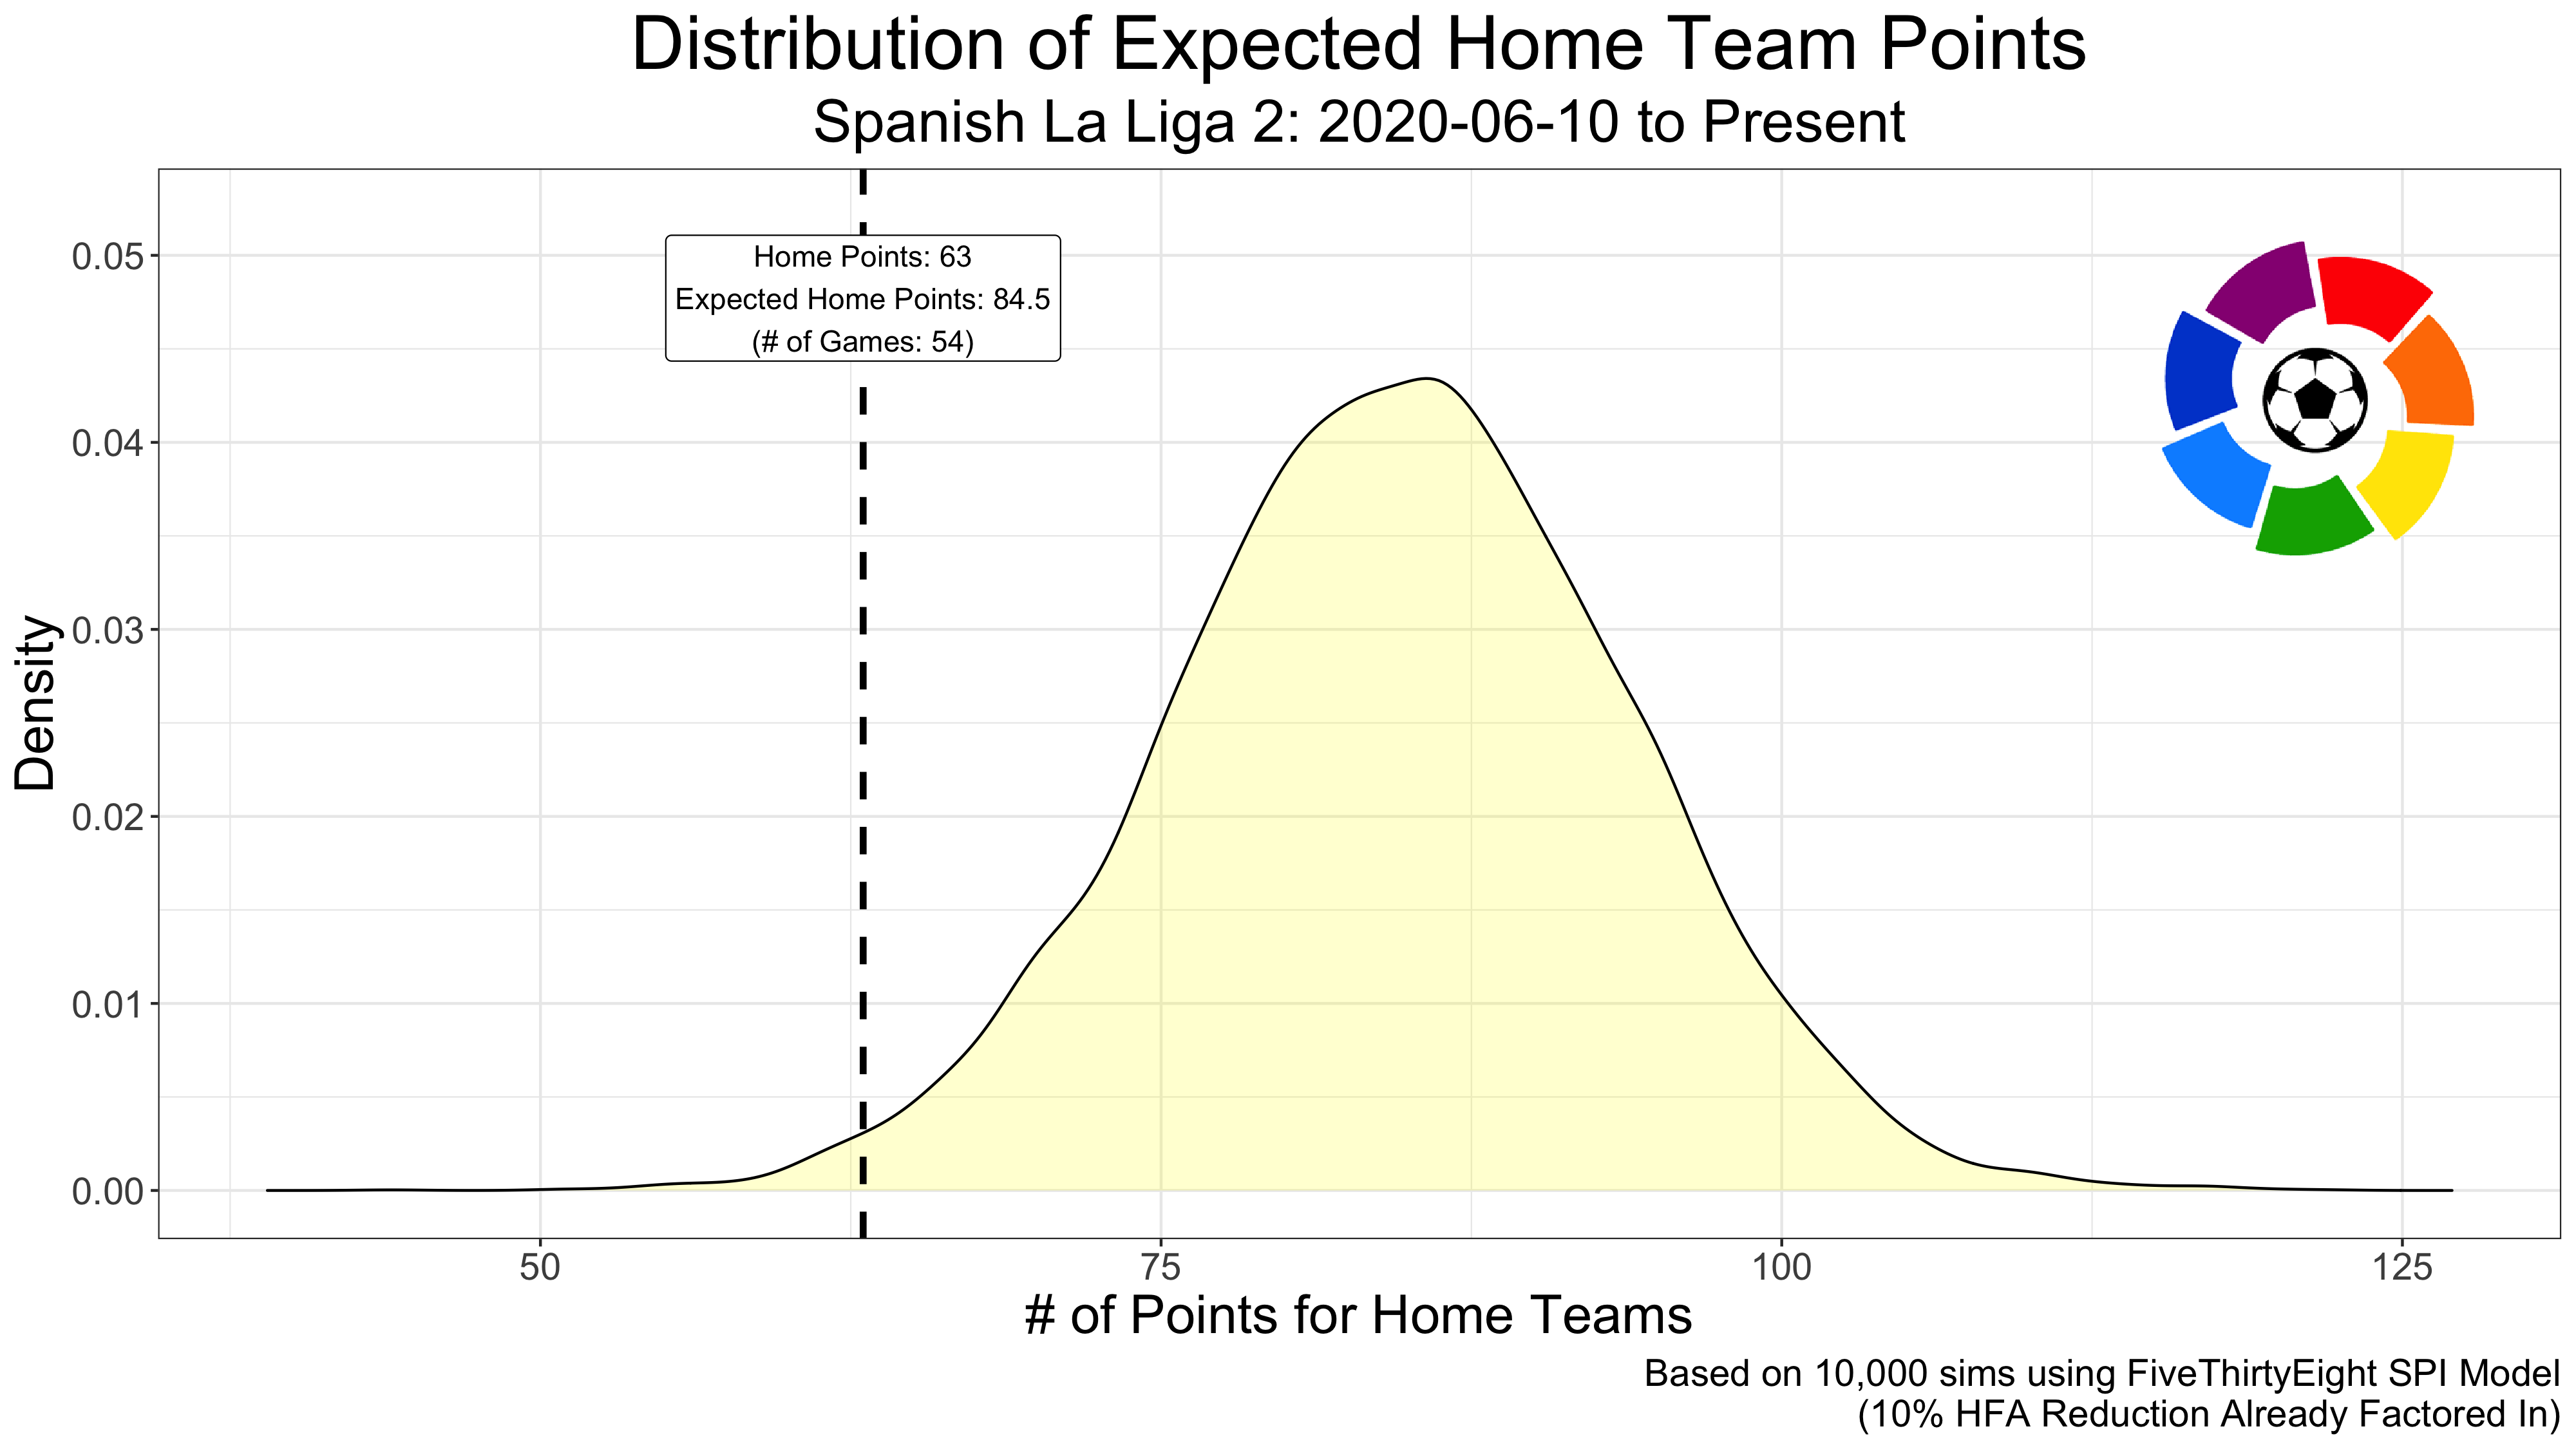 Distribution of Expected Home Team Points
Spanish La Liga 2: 2020-06-10 to Present
Home Points: 63
Expected Home Points: 84.5
(# of Games: 54)
Density
0.05
0.04
0.03
0.02
0.01
0.00
50 75 100 125
# of Points for Home Teams
Based on 10,000 sims using FiveThirtyEight SPI Model
(10% HFA Reduction Already Factored In)